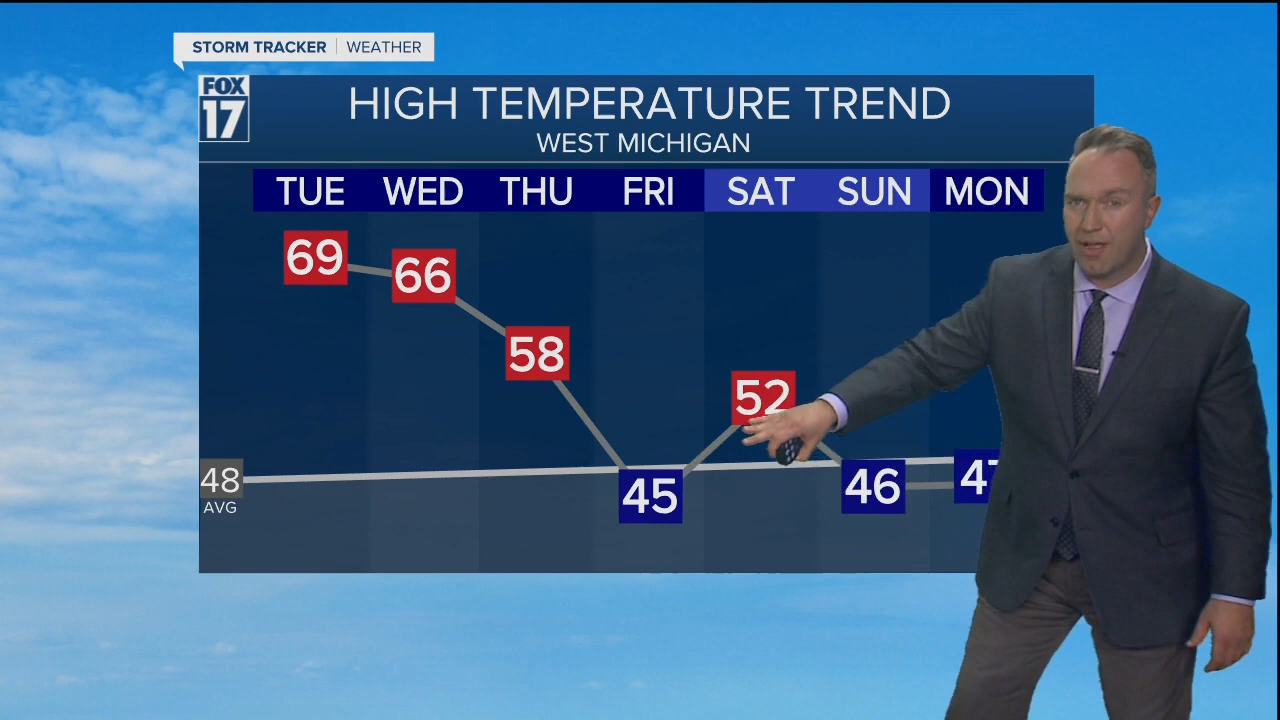 STORM TRACKER | WEATHER
FOX
17
HIGH TEMPERATURE TREND
WEST MICHIGAN
TUE WED THU FRI SAT SUN MON
69
66
58
52
48
AVG
45
46